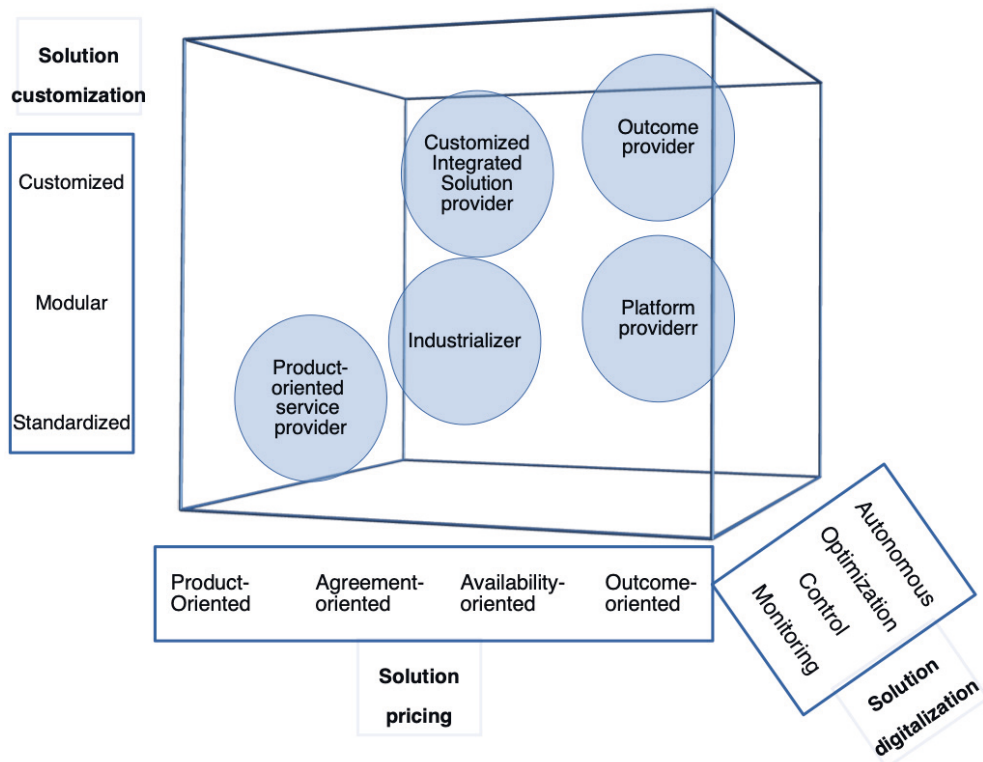 Solution
customization
Customized
Modular
Standardized
Customized
Integrated
Solution
provider
Outcome
provider
Industrializer
Platform
providerr
Product-
oriented
service
provider
Product-
Oriented
Agreement-
oriented
Availability-
oriented
Outcome-
oriented
Solution
pricing
Monitoring
Control
Optimization
Autonomous
Solution
digitalization